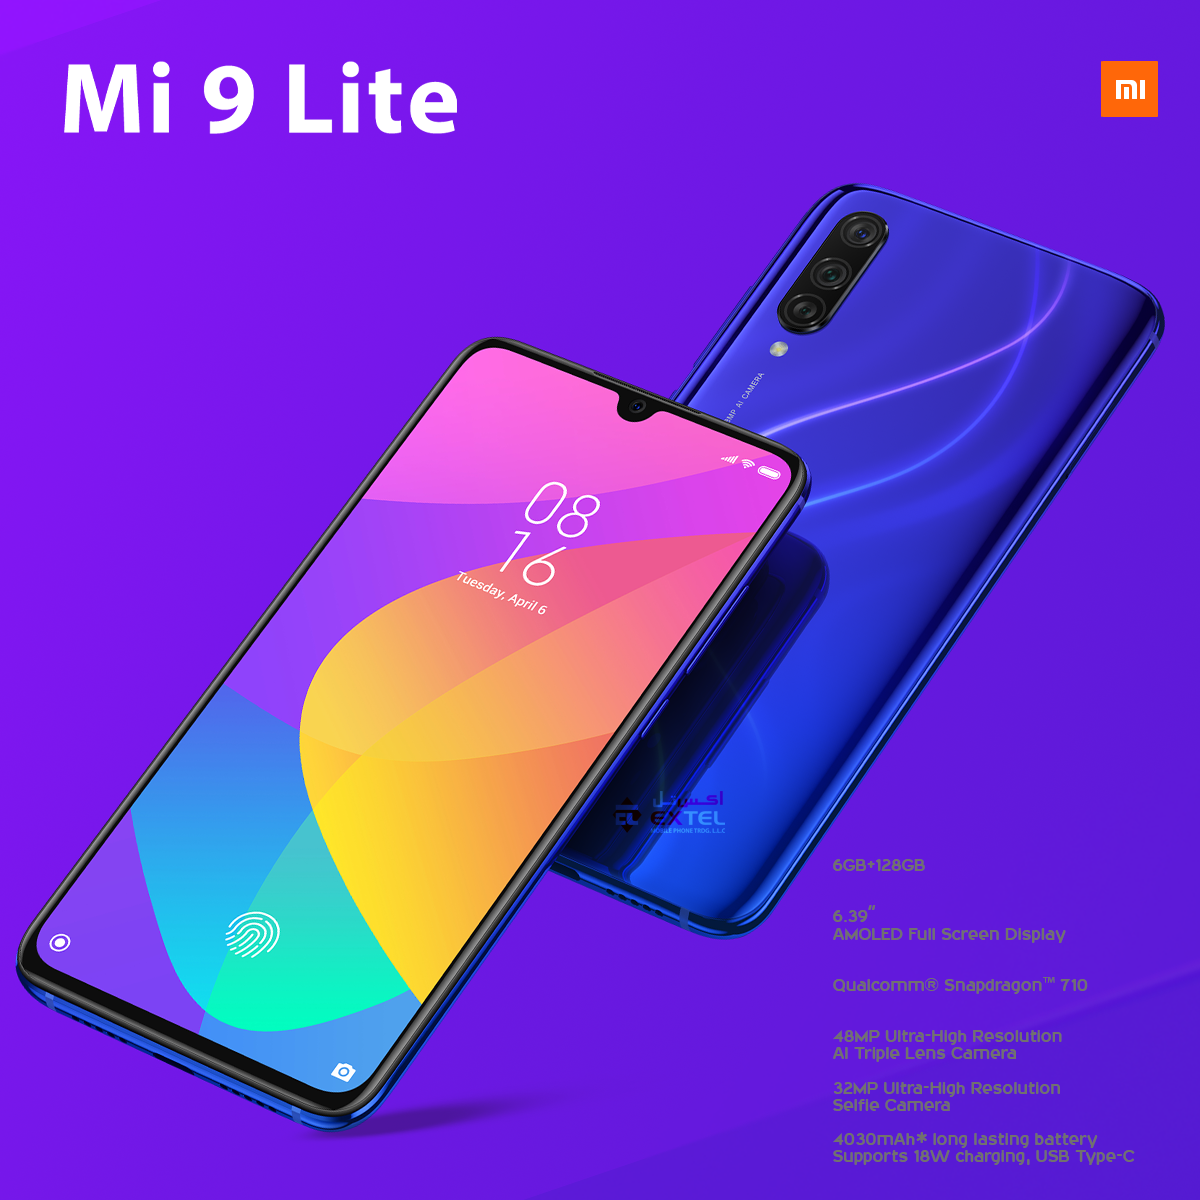 Mi 9 Lite
mi
MP AI CAMERA
08
16
Tuesday, April 6
اكستل
EXTEL
MOBILE PHONE TRDG. L.L.C
6GB+128GB
6.39″
AMOLED Full Screen Display
Qualcomm® Snapdragon™ 710
48MP Ultra-High Resolution
AI Triple Lens Camera
32MP Ultra-High Resolution
Selfie Camera
4030mAh* long lasting battery
Supports 18W charging, USB Type-C